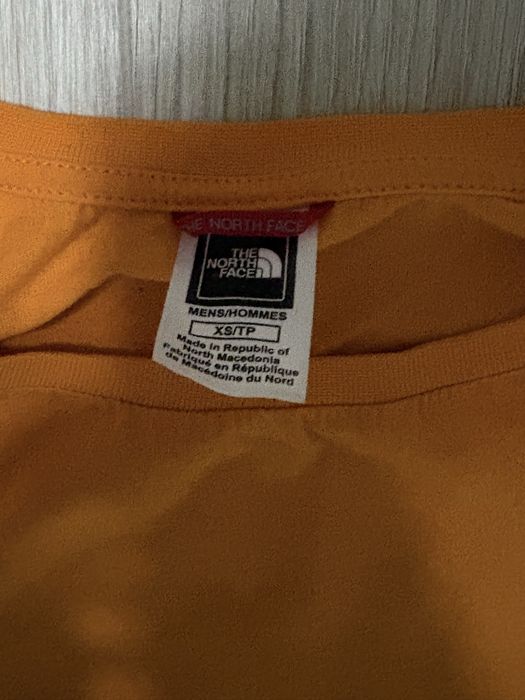 THE NORTH FACE
THE
NORTH
FACE
MENS/HOMMES
XS/TP
Made in Republic of
North Macedonia
Fabriqué en République
de Macédoine du Nord